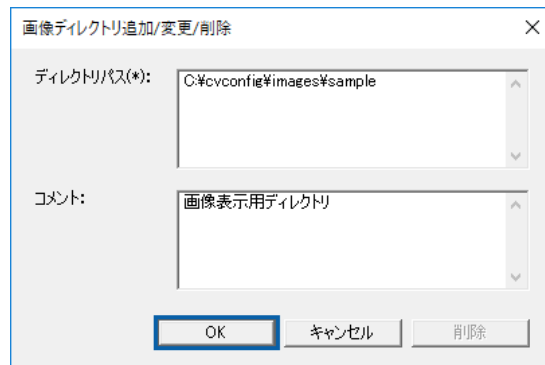 画像ディレクトリ追加/変更/削除
ディレクトリパス(*):
C:¥cvconfig¥images¥sample
コメント:
画像表示用ディレクトリ
OK
キャンセル
削除